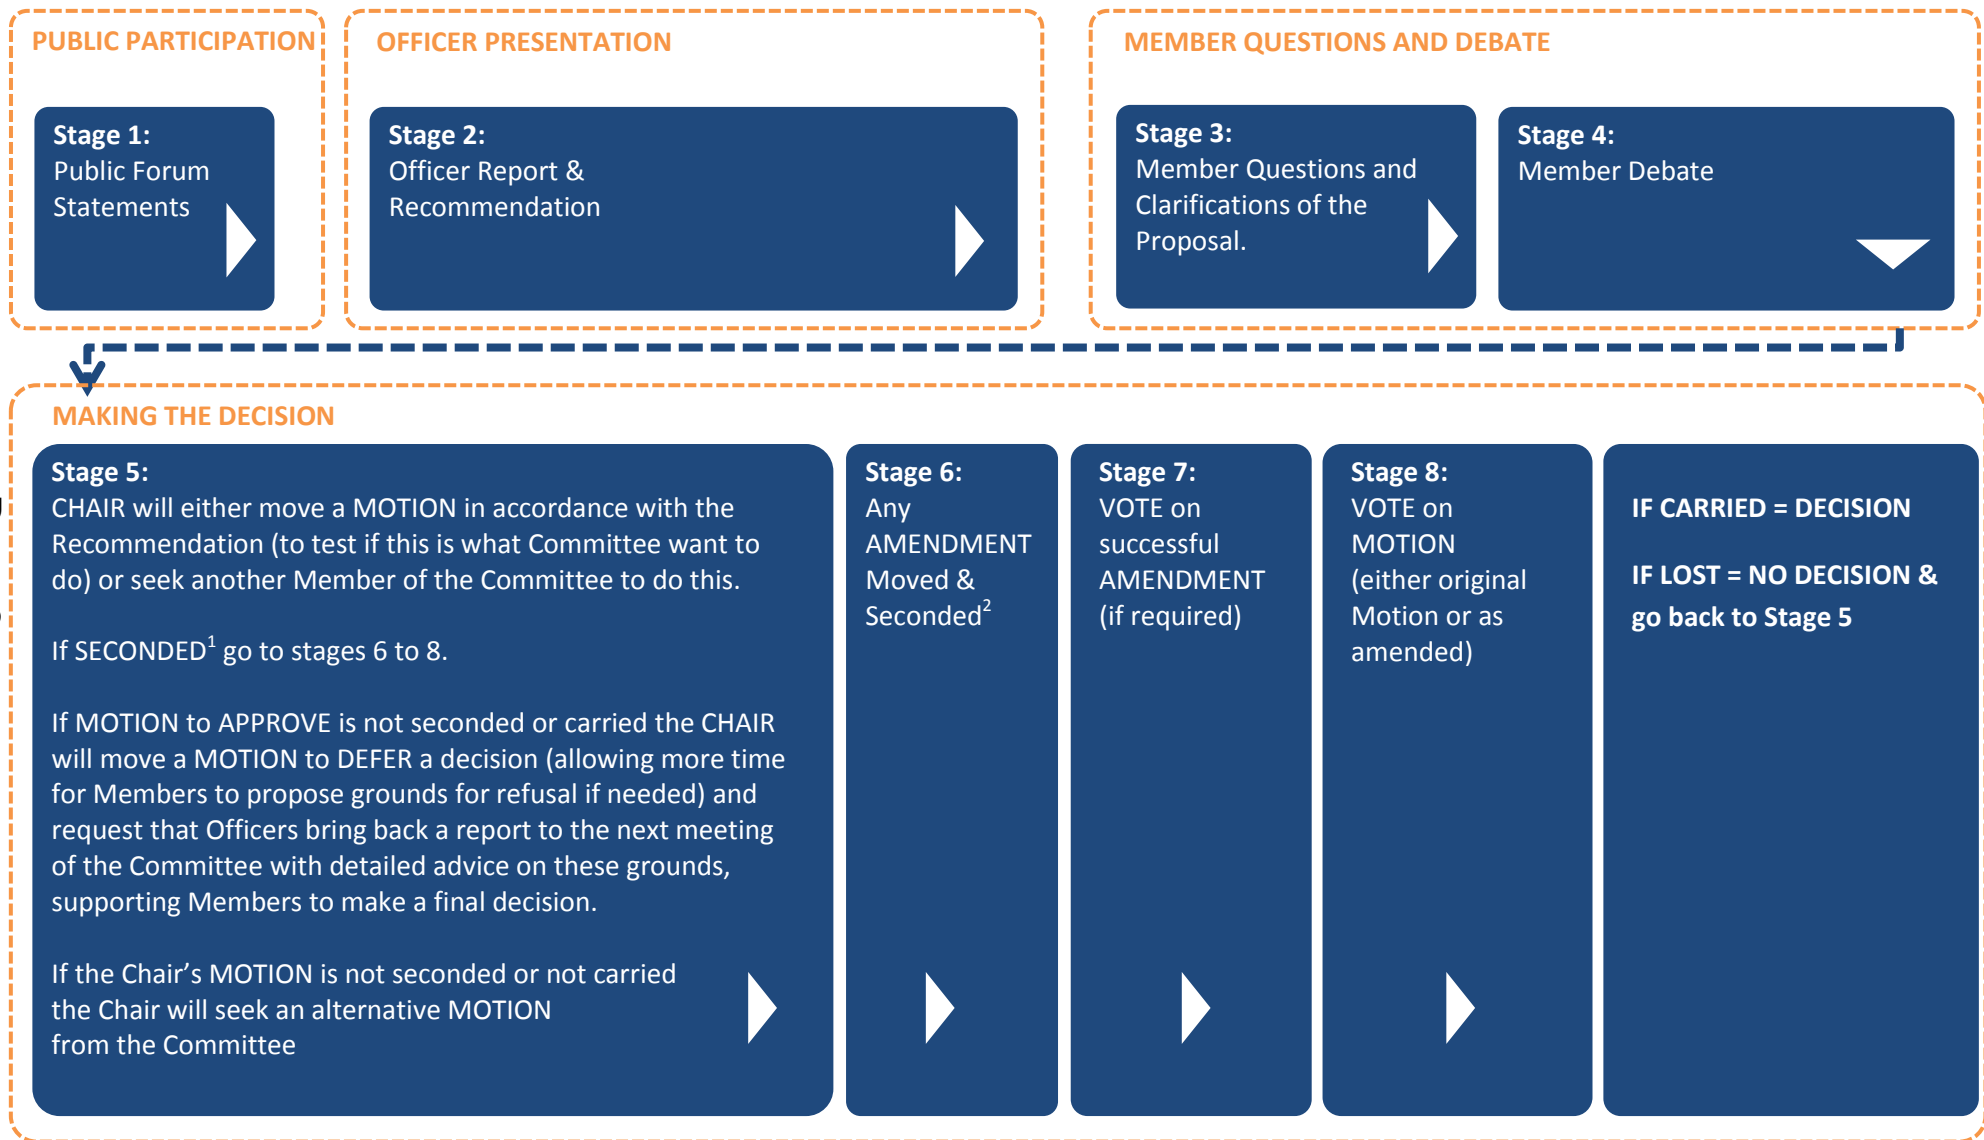 PUBLIC PARTICIPATION
OFFICER PRESENTATION
MEMBER QUESTIONS AND DEBATE
Stage 1:
Public Forum
Statements
Stage 2:
Officer Report &
Recommendation
Stage 3:
Member Questions and
Clarifications of the
Proposal.
Stage 4:
Member Debate
MAKING THE DECISION
Stage 5:
CHAIR will either move a MOTION in accordance with the
Recommendation (to test if this is what Committee want to
do) or seek another Member of the Committee to do this.
If SECONDED¹ go to stages 6 to 8.
If MOTION to APPROVE is not seconded or carried the CHAIR
will move a MOTION to DEFER a decision (allowing more time
for Members to propose grounds for refusal if needed) and
request that Officers bring back a report to the next meeting
of the Committee with detailed advice on these grounds,
supporting Members to make a final decision.
If the Chair’s MOTION is not seconded or not carried
the Chair will seek an alternative MOTION
from the Committee
Stage 6:
Any
AMENDMENT
Moved &
Seconded²
Stage 7:
VOTE on
successful
AMENDMENT
(if required)
Stage 8:
VOTE on
MOTION
(either original
Motion or as
amended)
IF CARRIED = DECISION
IF LOST = NO DECISION &
go back to Stage 5